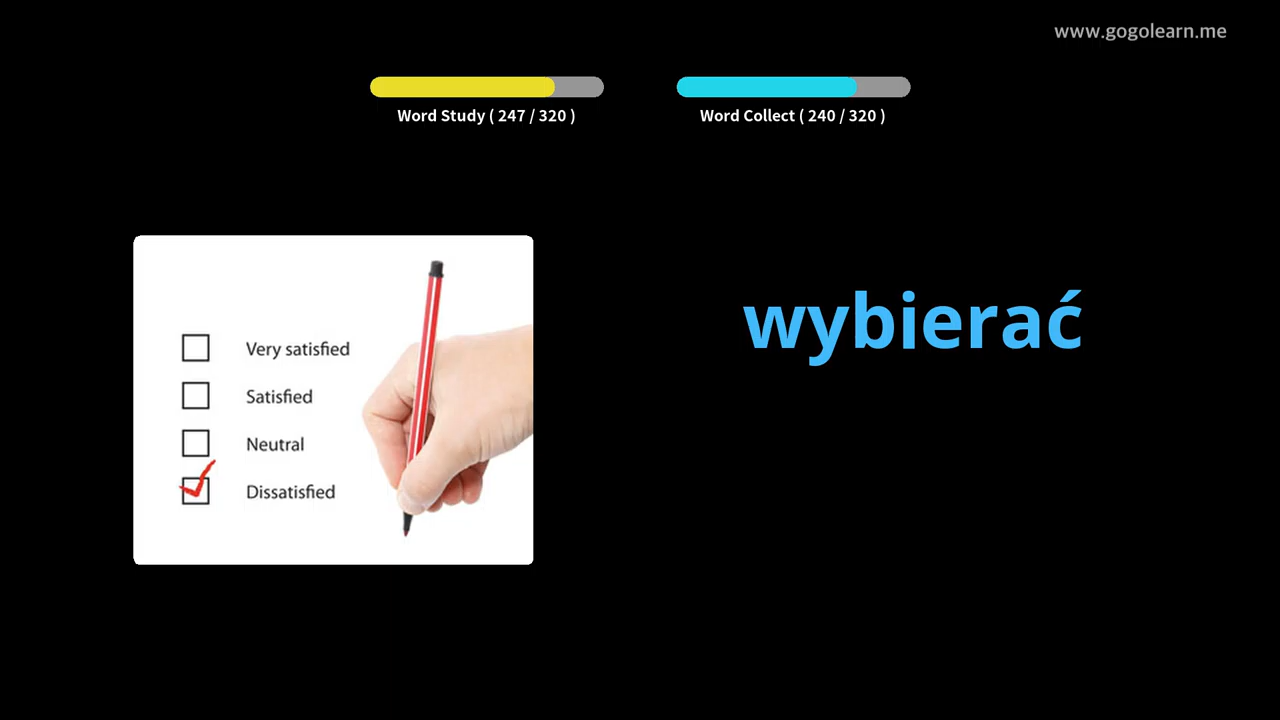 www.gogolearn.me
Word Study ( 247 / 320 )
Word Collect ( 240 / 320 )
Very satisfied
Satisfied
Neutral
Dissatisfied
wybierać